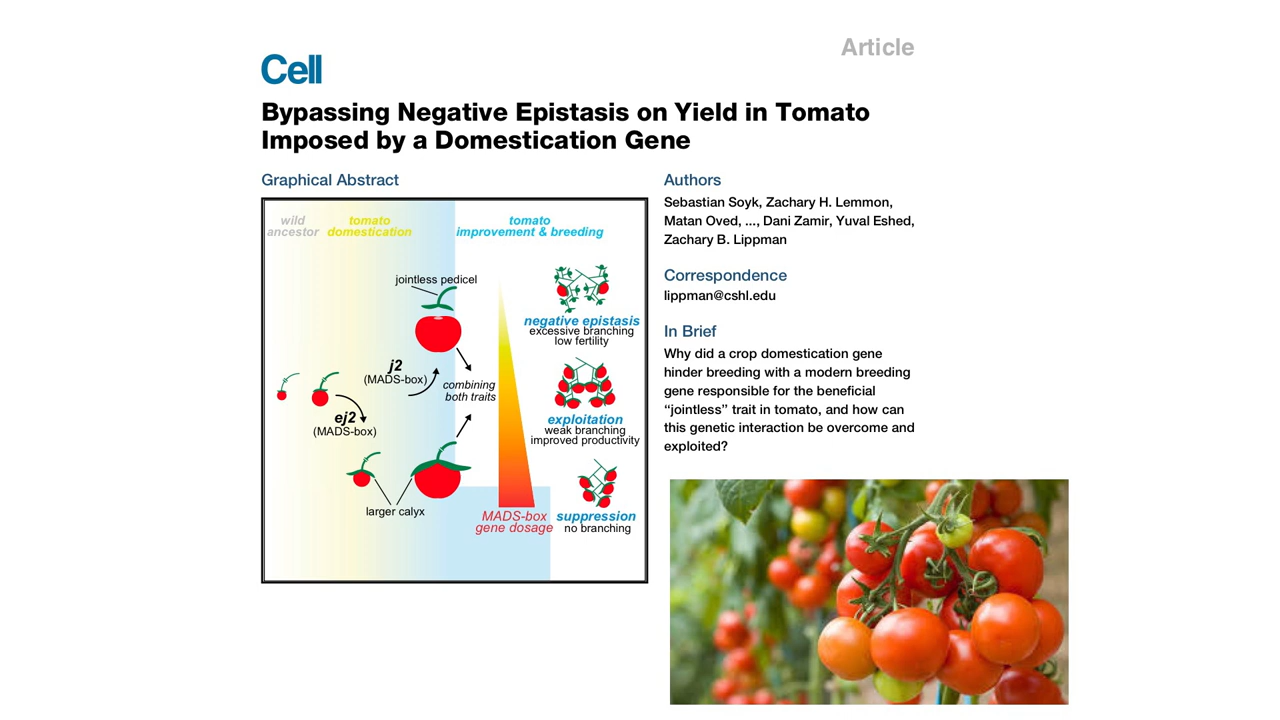 Article
Cell
Bypassing Negative Epistasis on Yield in Tomato
Imposed by a Domestication Gene
Graphical Abstract
wild
ancestor
tomato
domestication
tomato
improvement & breeding
jointless pedicel
j2
(MADS-box)
combining
both traits
ej2
(MADS-box)
larger calyx
negative epistasis
excessive branching
low fertility
exploitation
weak branching
improved productivity
MADS-box
gene dosage
suppression
no branching
Authors
Sebastian Soyk, Zachary H. Lemmon,
Matan Oved, ..., Dani Zamir, Yuval Eshed,
Zachary B. Lippman
Correspondence
lippman@cshl.edu
In Brief
Why did a crop domestication gene
hinder breeding with a modern breeding
gene responsible for the beneficial
“jointless” trait in tomato, and how can
this genetic interaction be overcome and
exploited?